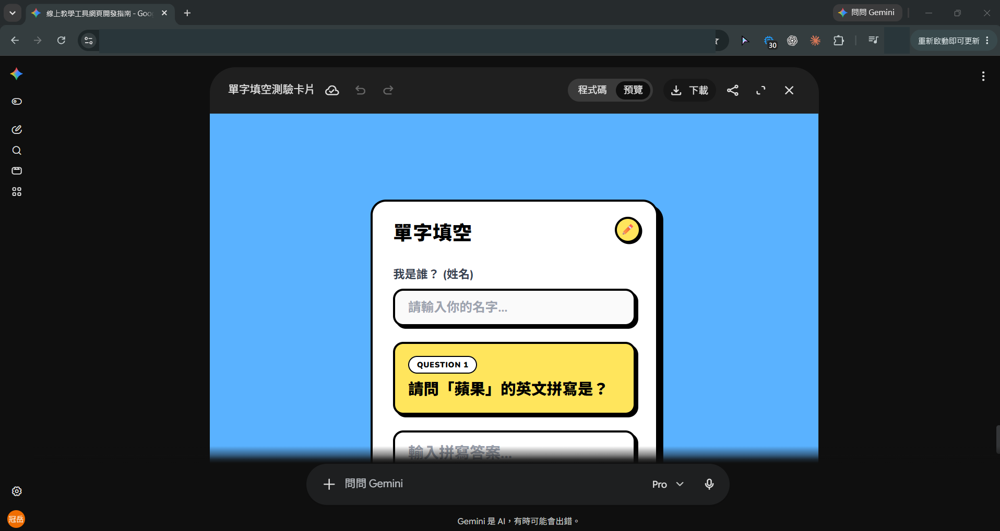 線上教學工具網頁開發指南 - Goo
問問 Gemini
30
重新啟動即可更新
單字填空測驗卡片
程式碼
預覽
下載
單字填空
我是誰？ (姓名)
請輸入你的名字...
QUESTION 1
請問「蘋果」的英文拼寫是？
輸入拼寫答案...
問問 Gemini
Pro
冠岳
Gemini 是 AI，有時可能會出錯。